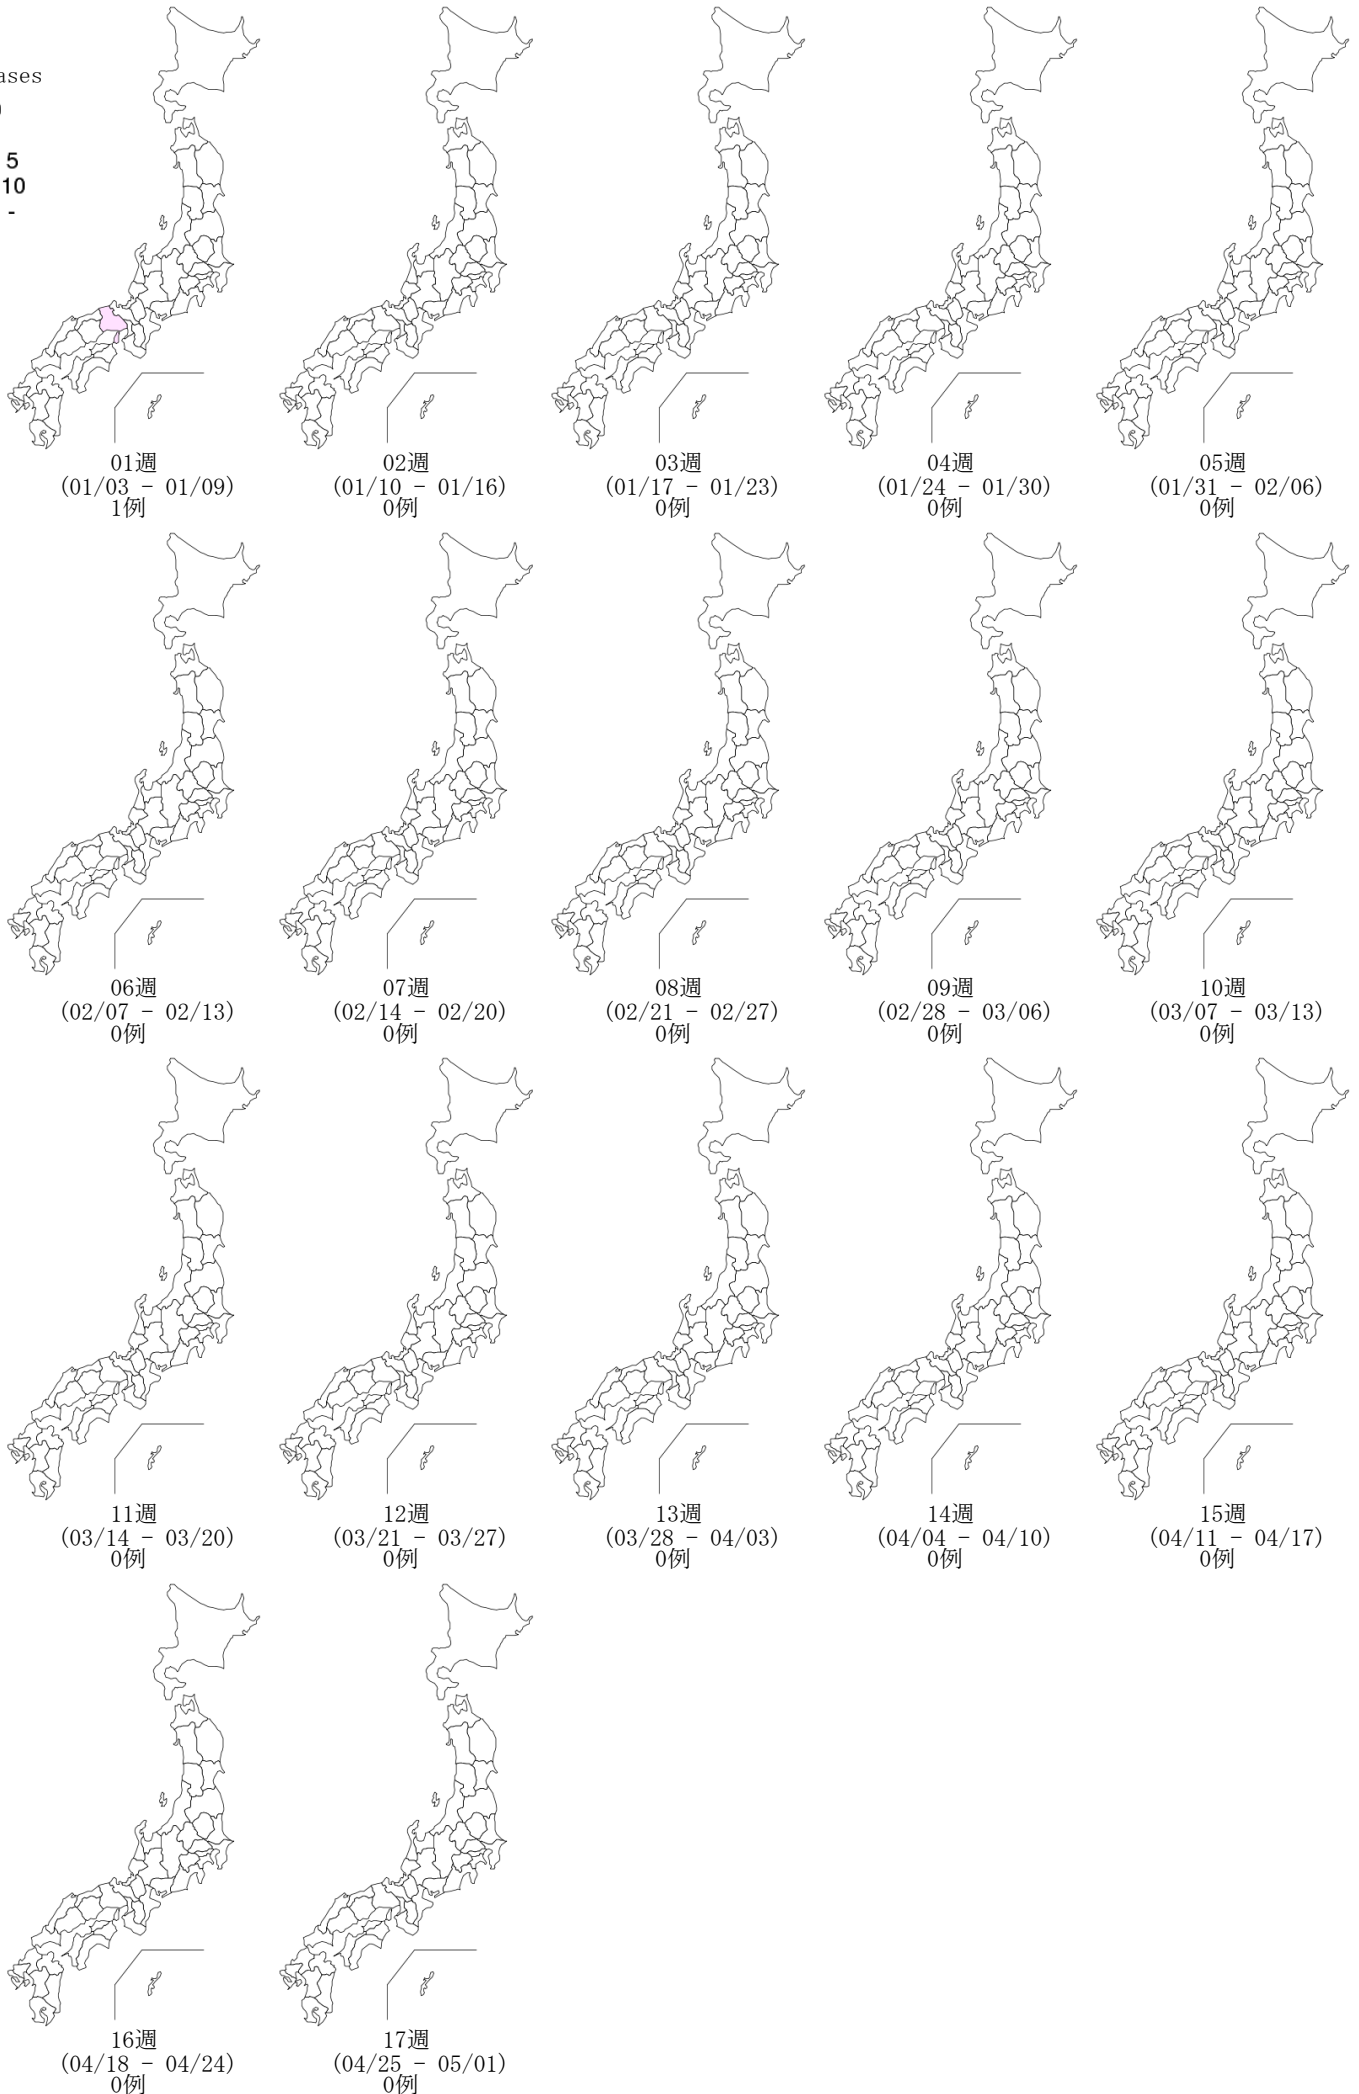 ases
5
10
-
01週
(01/03 - 01/09)
1例
02週
(01/10 - 01/16)
0例
03週
(01/17 - 01/23)
0例
04週
(01/24 - 01/30)
0例
05週
(01/31 - 02/06)
0例
06週
(02/07 - 02/13)
0例
07週
(02/14 - 02/20)
0例
08週
(02/21 - 02/27)
0例
09週
(02/28 - 03/06)
0例
10週
(03/07 - 03/13)
0例
11週
(03/14 - 03/20)
0例
12週
(03/21 - 03/27)
0例
13週
(03/28 - 04/03)
0例
14週
(04/04 - 04/10)
0例
15週
(04/11 - 04/17)
0例
16週
(04/18 - 04/24)
0例
17週
(04/25 - 05/01)
0例